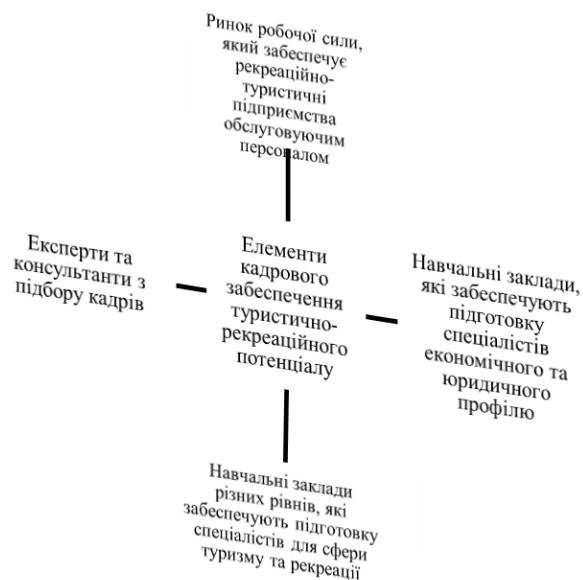 Ринок робочої сили,
який забезпечує
рекреаційно-
туристичні
підприємства
обслуговуючим
персоналом
Експерти та
консультанти з
підбору кадрів
Елементи
кадрового
забезпечення
туристично-
рекреаційного
потенціалу
Навчальні заклади,
які забезпечують
підготовку
спеціалістів
економічного та
юридичного
профілю
Навчальні заклади
різних рівнів, які
забезпечують підготовку
спеціалістів для сфери
туризму та рекреації